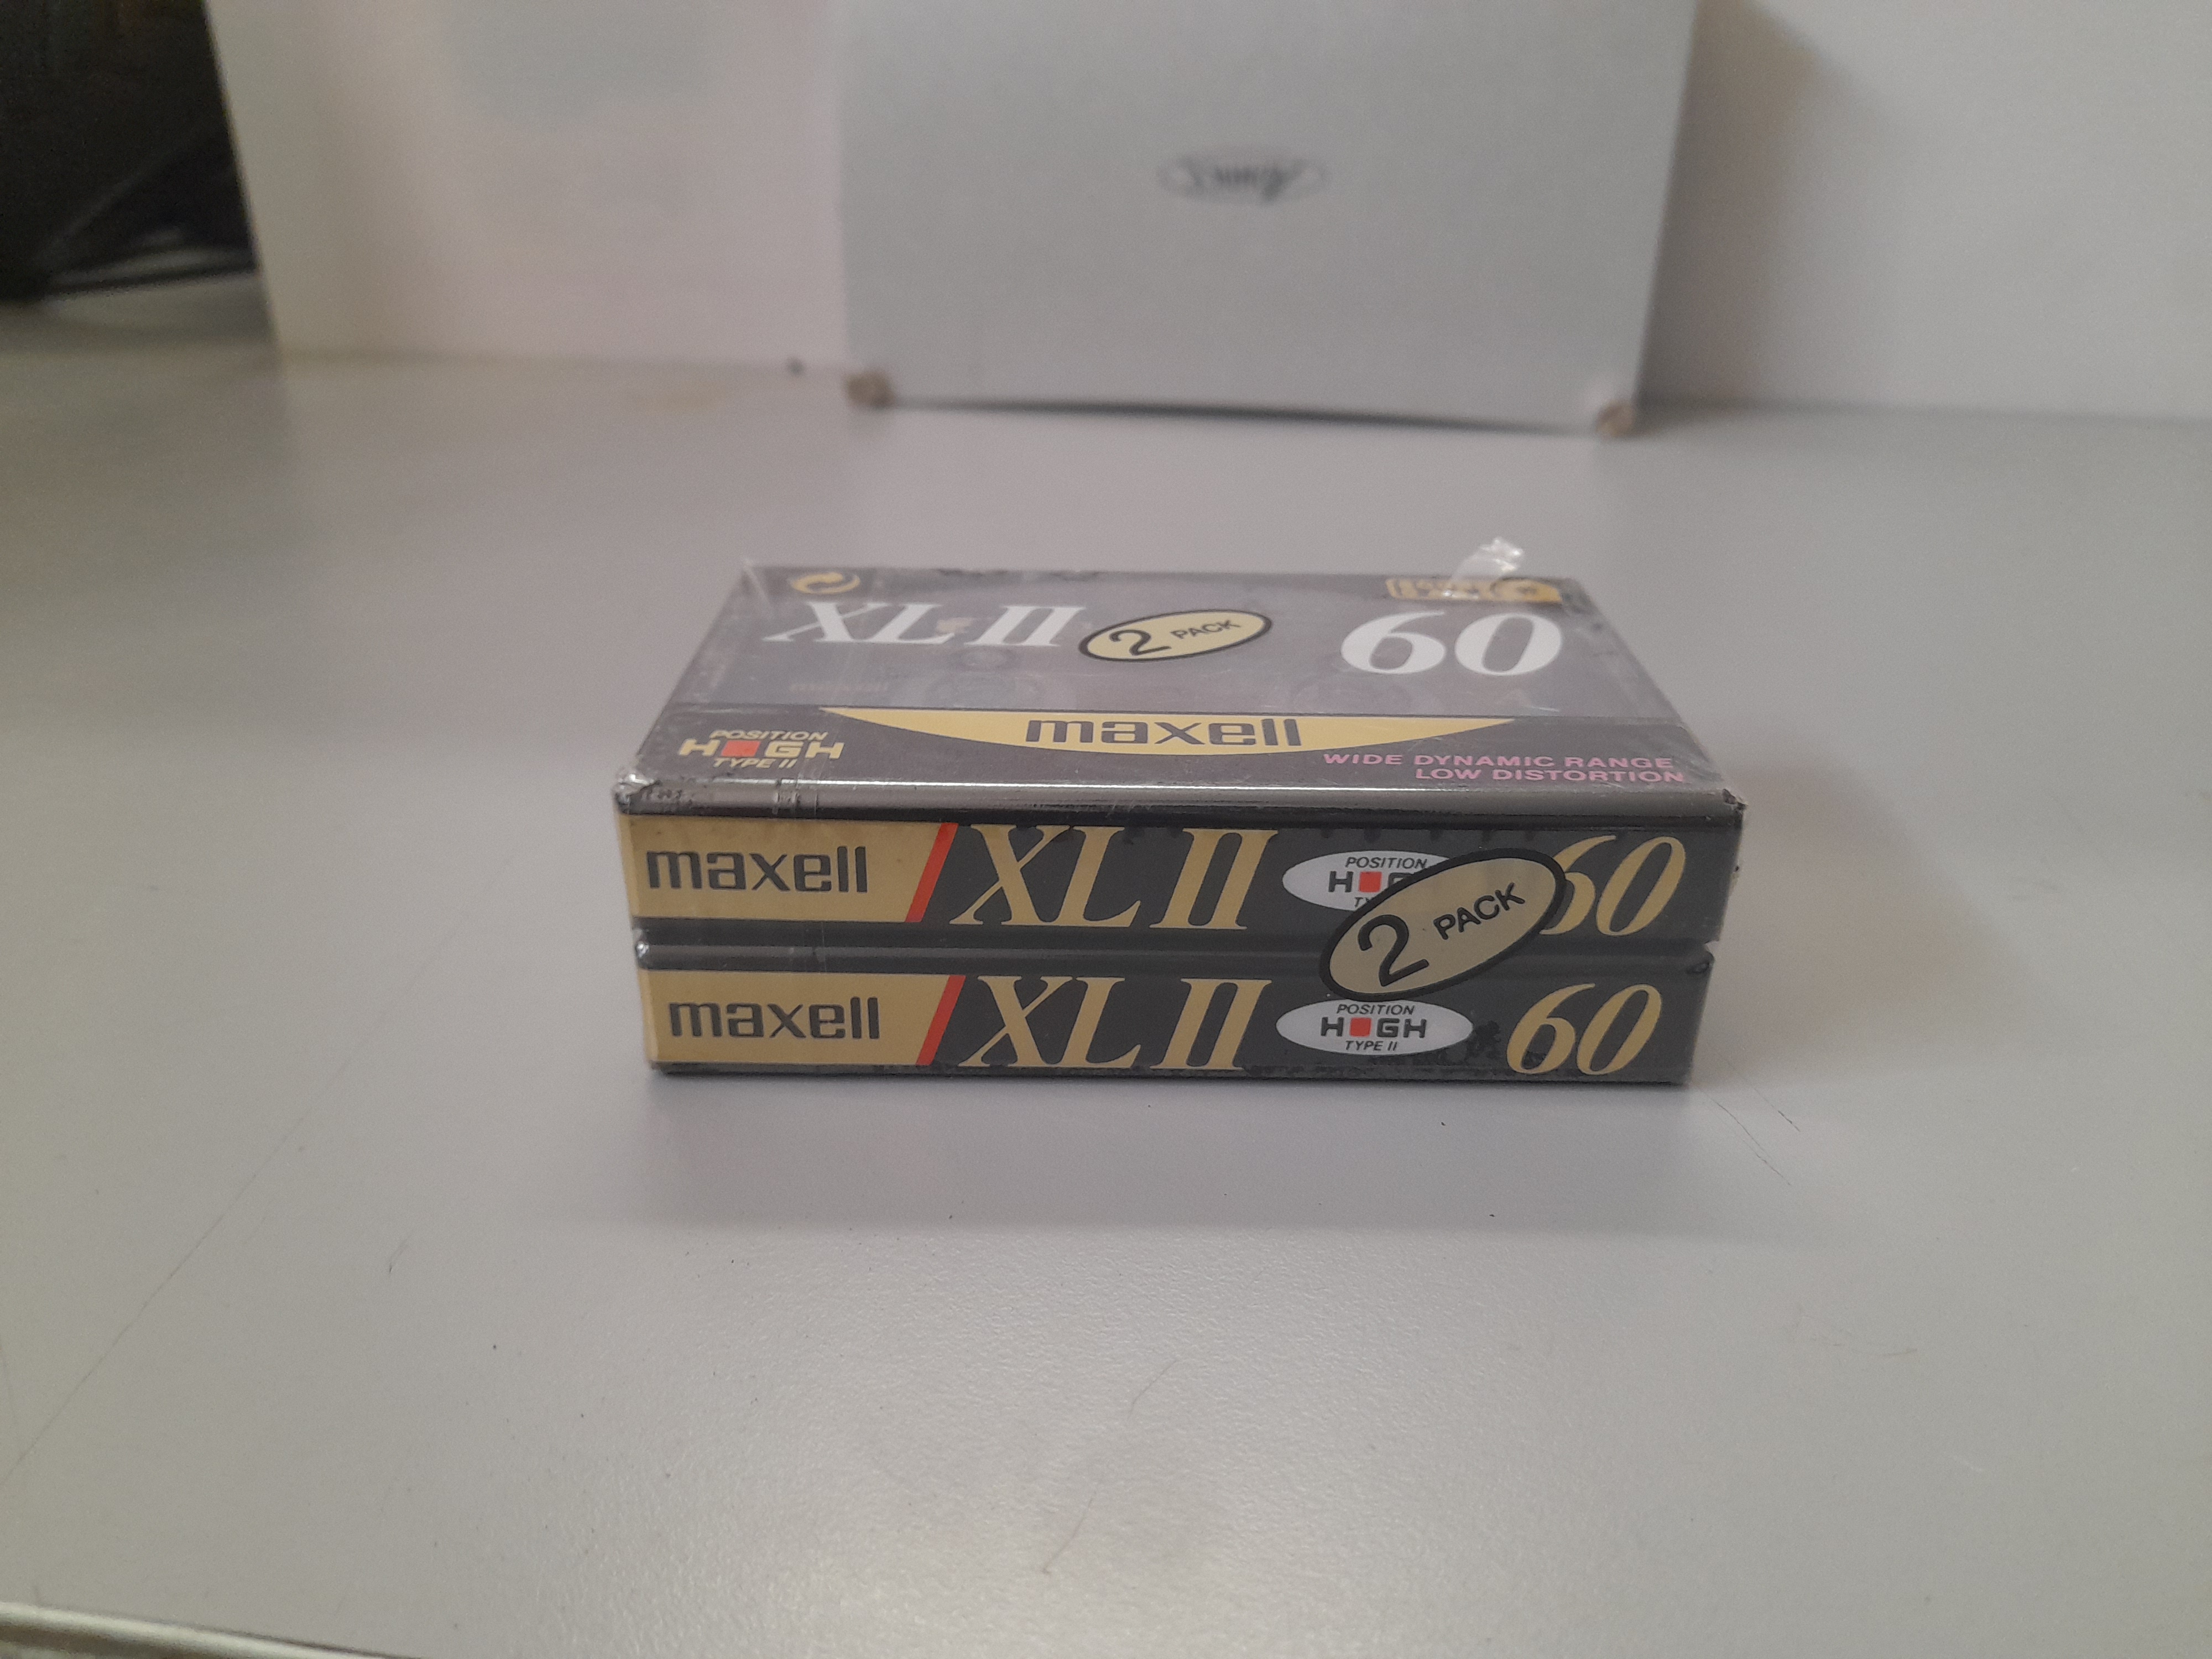 XL II 2 PACK 60
maxell
POSITION
HIGH
TYPE II
WIDE DYNAMIC RANGE
LOW DISTORTION
maxell XL II POSITION 60
2 PACK
maxell XL II POSITION HIGH TYPE II 60